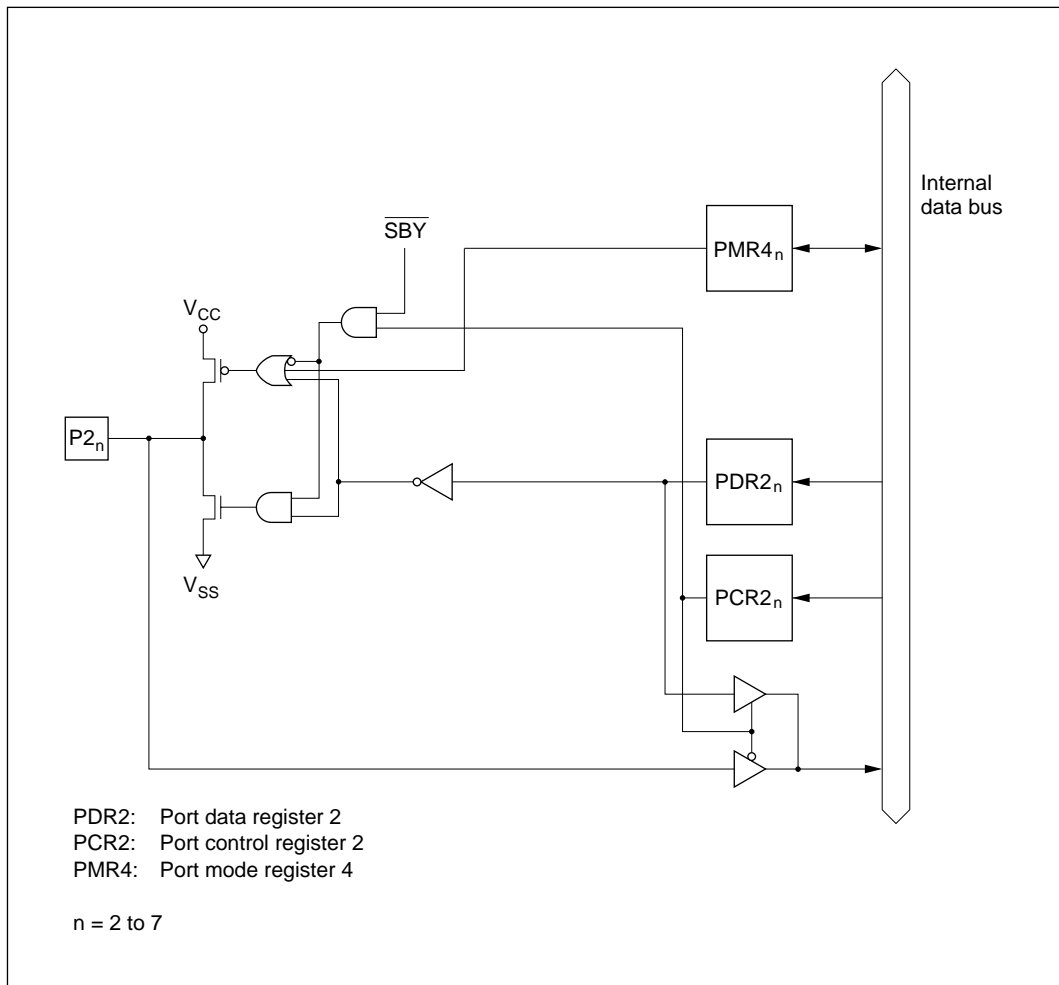 Internal
data bus
SBY
PMR4n
VCC
P2n
PDR2n
VSS
PCR2n
PDR2: Port data register 2
PCR2: Port control register 2
PMR4: Port mode register 4
n = 2 to 7